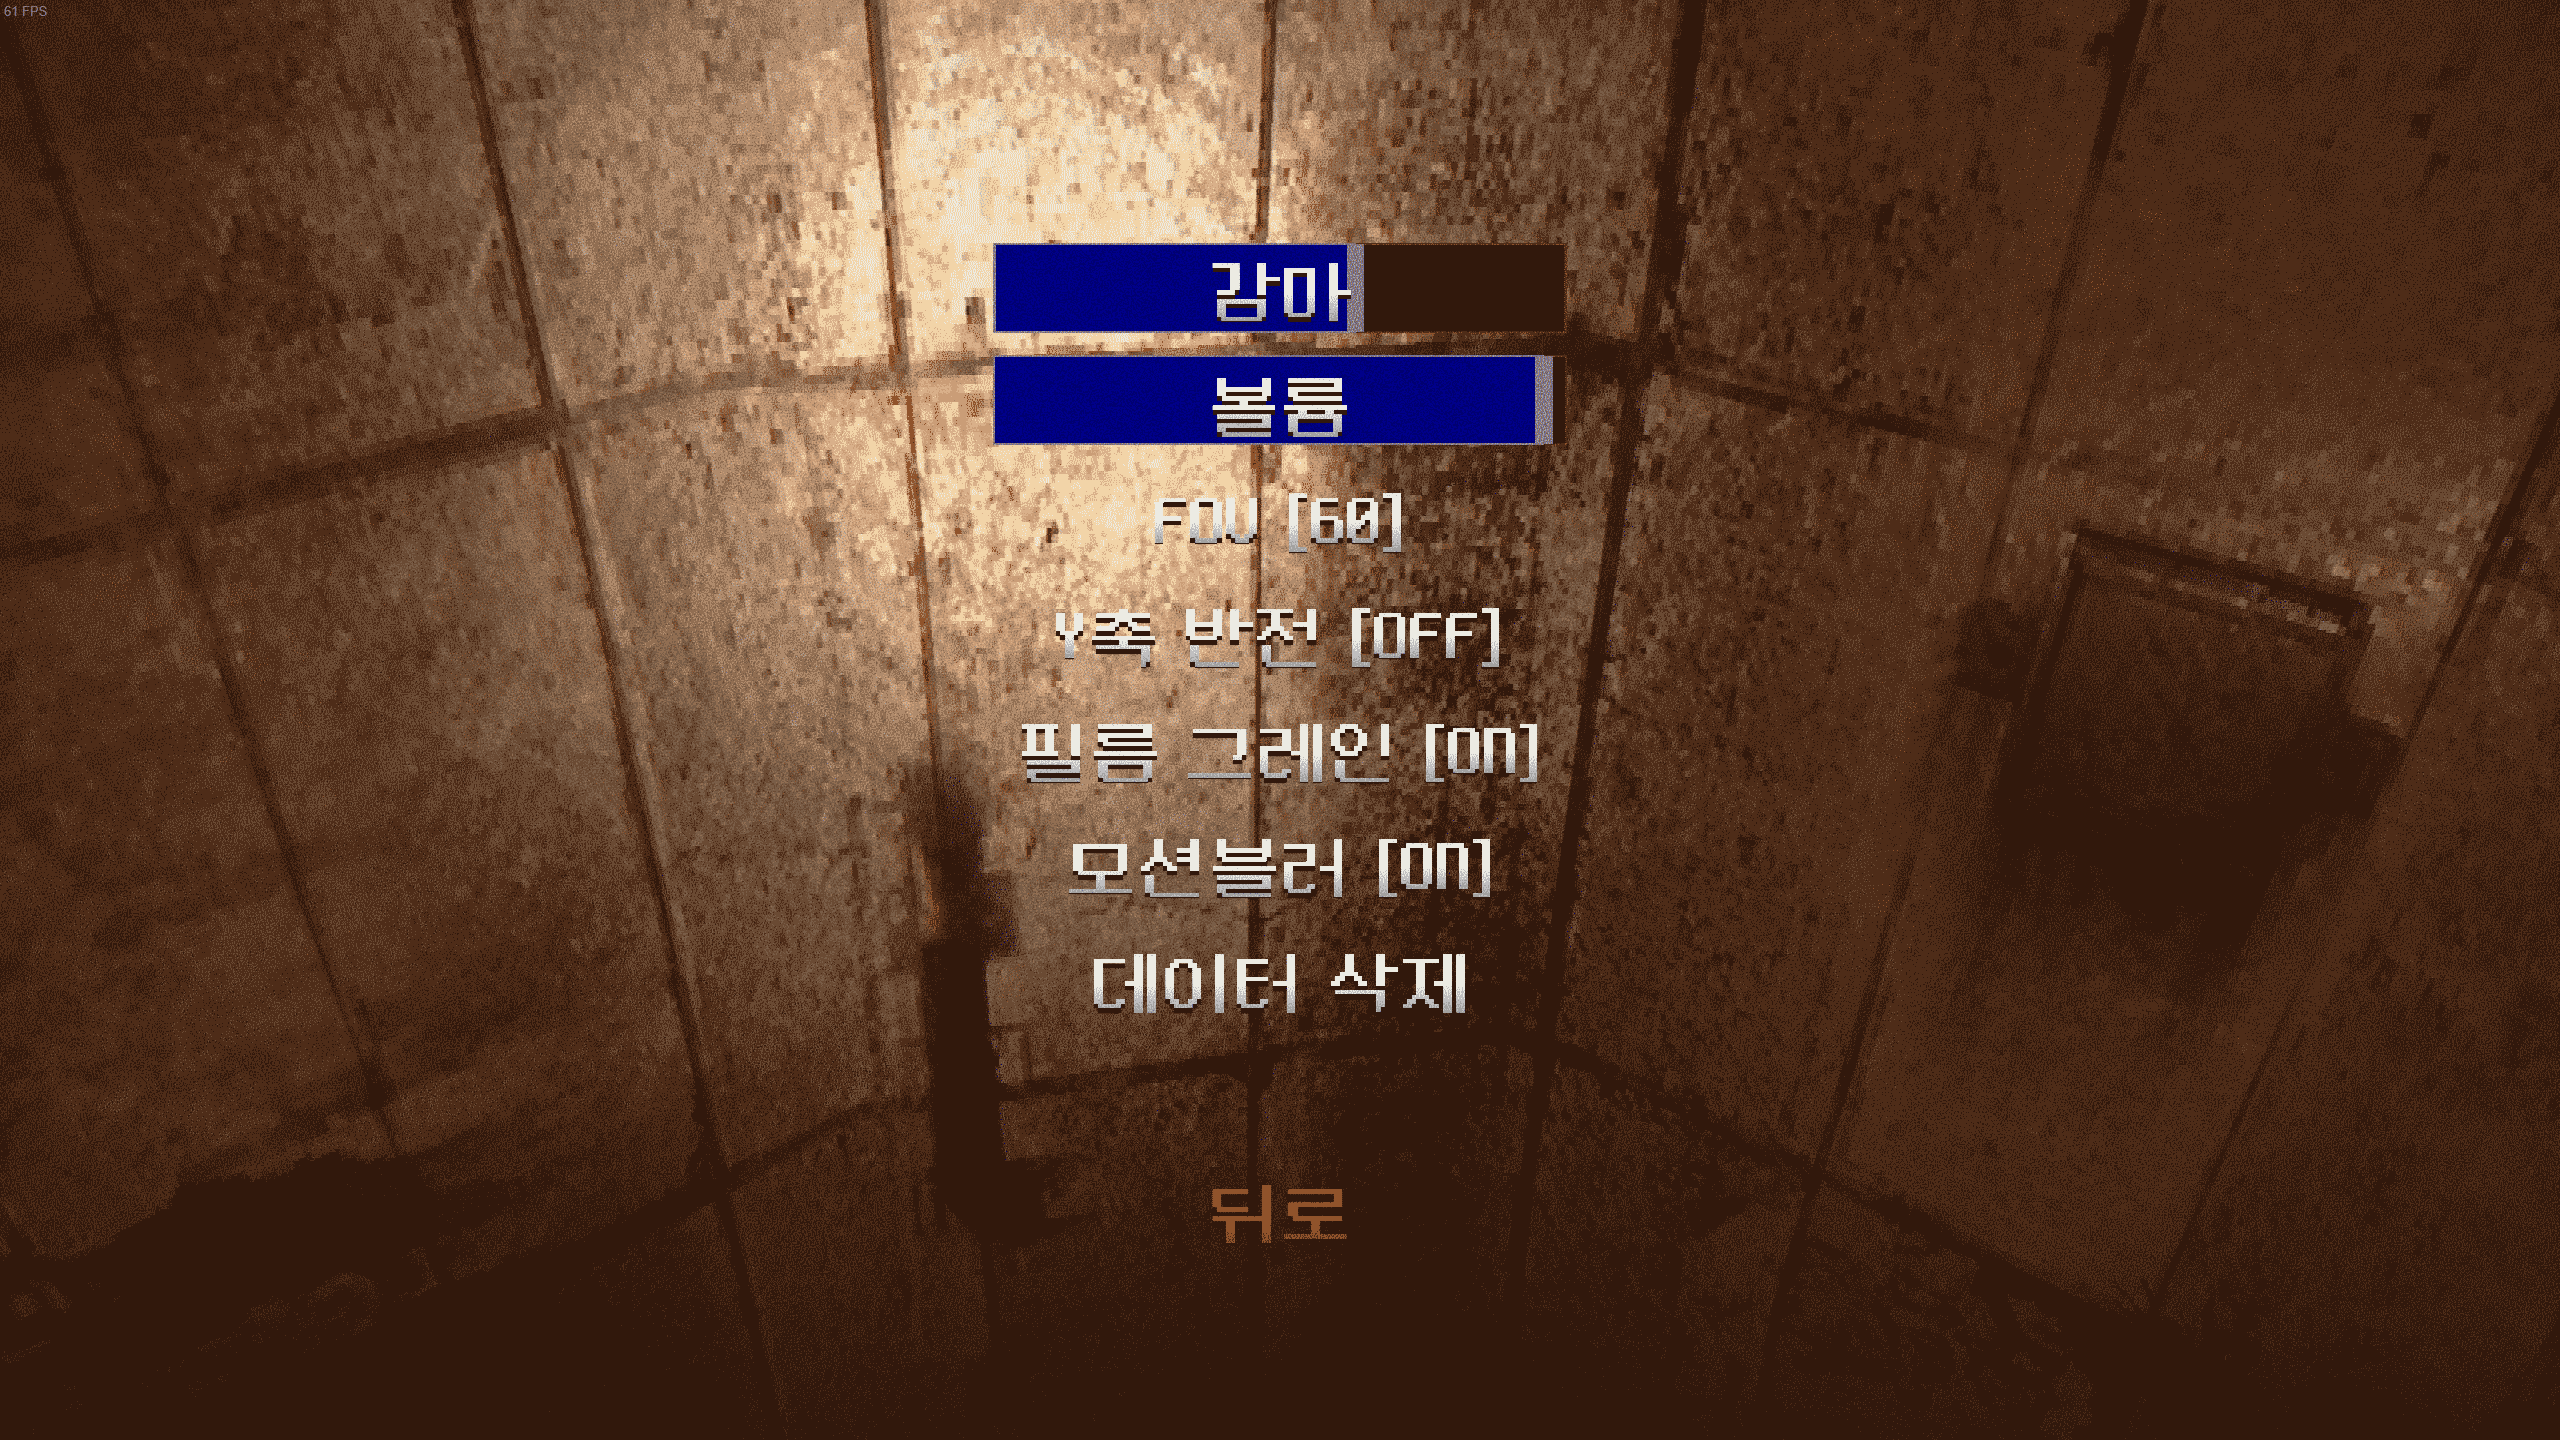 61 FPS
감마
볼륨
FOV [60]
Y축 반전 [OFF]
필름 그레인 [ON]
모션블러 [ON]
데이터 삭제
뒤로